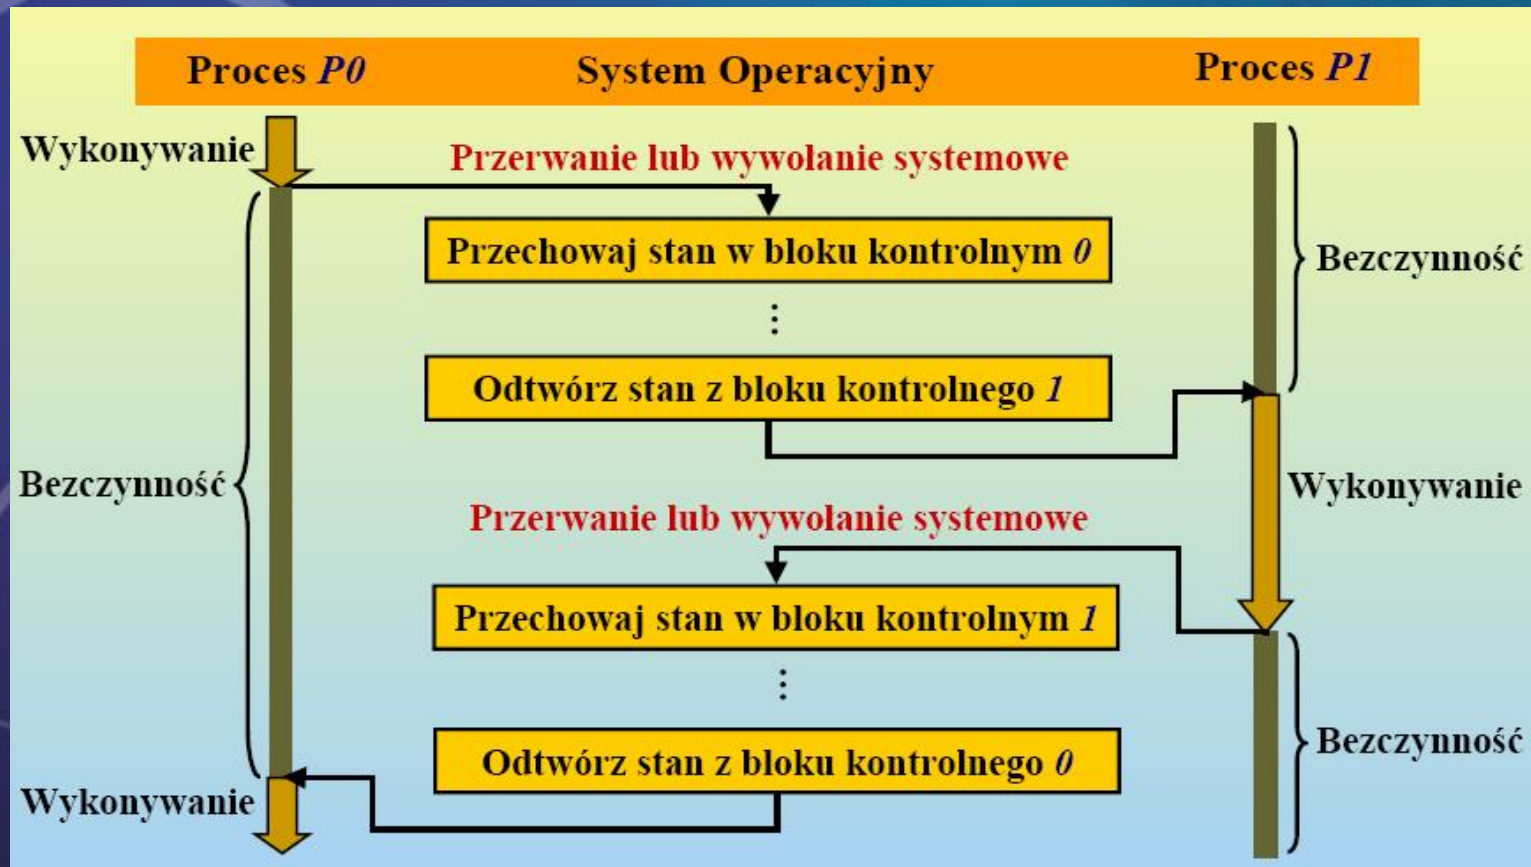 Proces P0 System Operacyjny Proces P1
Wykonywanie
Przerwanie lub wywołanie systemowe
Przechowaj stan w bloku kontrolnym 0
Bezczynność
⋮
Odtwórz stan z bloku kontrolnego 1
Bezczynność
Wykonywanie
Przerwanie lub wywołanie systemowe
Przechowaj stan w bloku kontrolnym 1
⋮
Odtwórz stan z bloku kontrolnego 0
Bezczynność
Wykonywanie